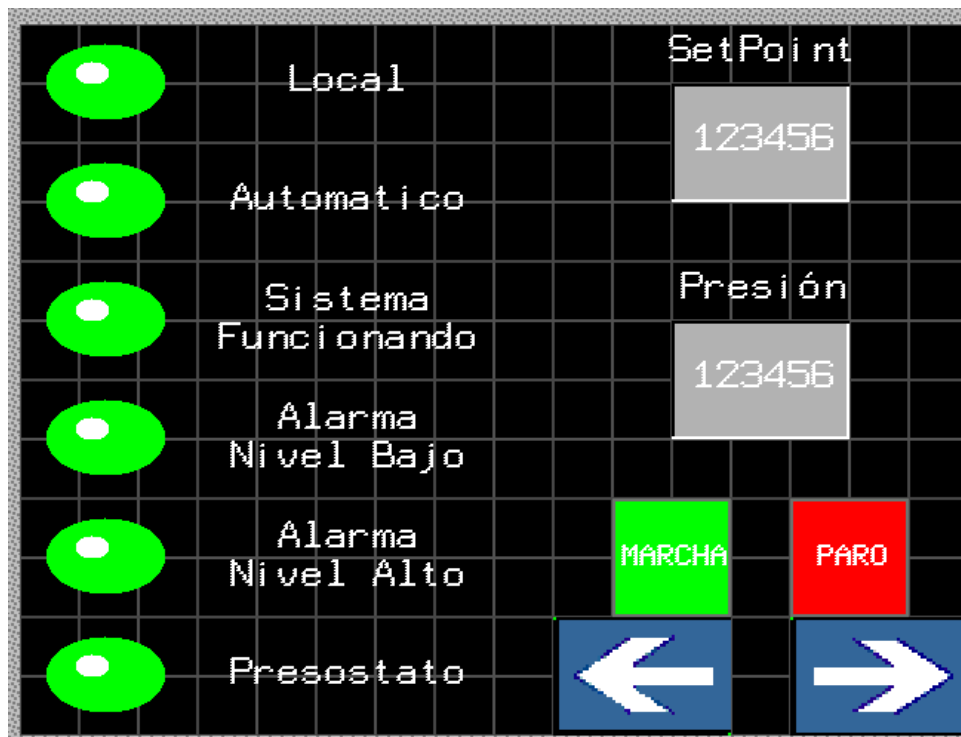 Local
Automatico
Sistema
Funcionando
Alarma
Nivel Bajo
Alarma
Nivel Alto
Presostato
SetPoint
123456
Presión
123456
MARCHA
PARO